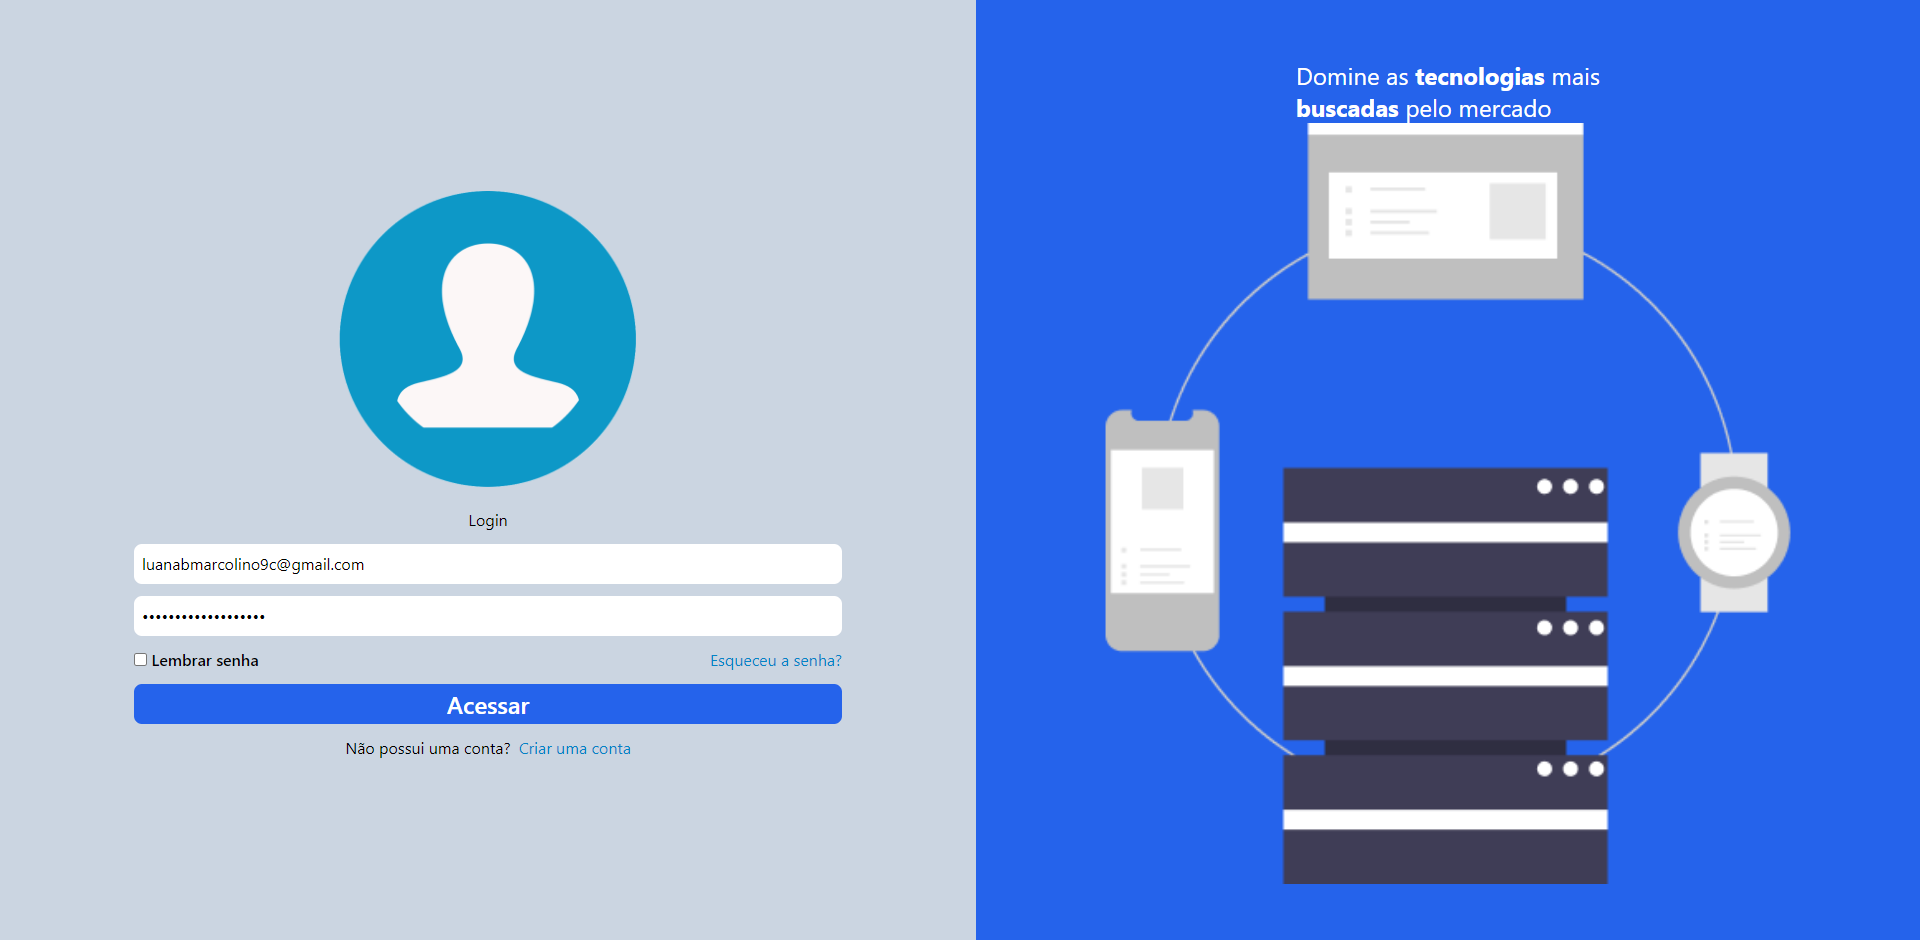 Login
luanabmarcolino9c@gmail.com
•••••••••••••••••••
Lembrar senha
Esqueceu a senha?
Acessar
Não possui uma conta? Criar uma conta
Domine as tecnologias mais
buscadas pelo mercado